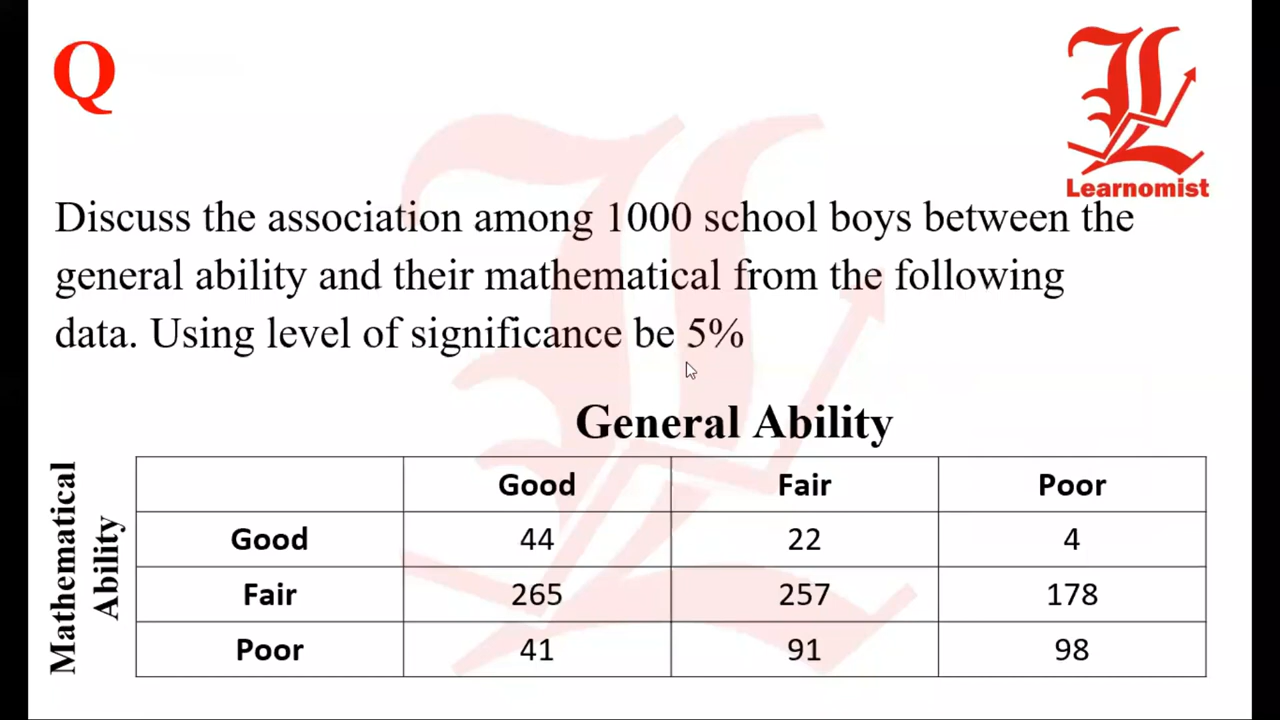 Q
Learnomist
Discuss the association among 1000 school boys between the
general ability and their mathematical from the following
data. Using level of significance be 5%
General Ability
Mathematical
Ability
Good Fair Poor
Good 44 22 4
Fair 265 257 178
Poor 41 91 98